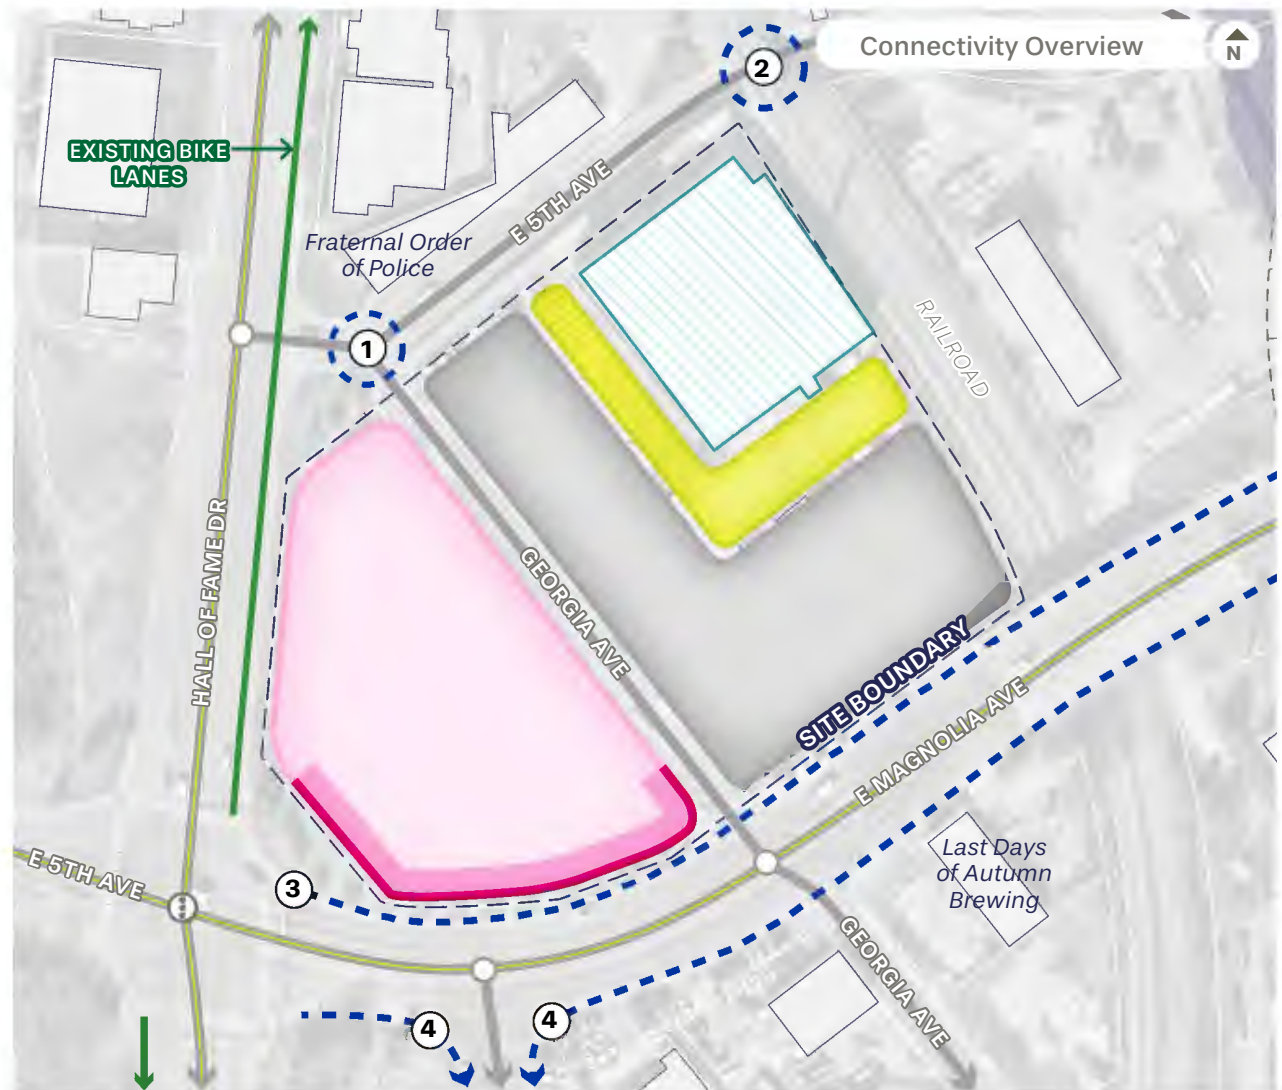 Connectivity Overview
N
2
EXISTING BIKE
LANES
E 5TH AVE
Fraternal Order
of Police
1
RAILROAD
HALL OF FAME DR
GEORGIA AVE
SITE BOUNDARY
E MAGNOLIA AVE
E 5TH AVE
3
Last Days
of Autumn
Brewing
GEORGIA AVE
4
4